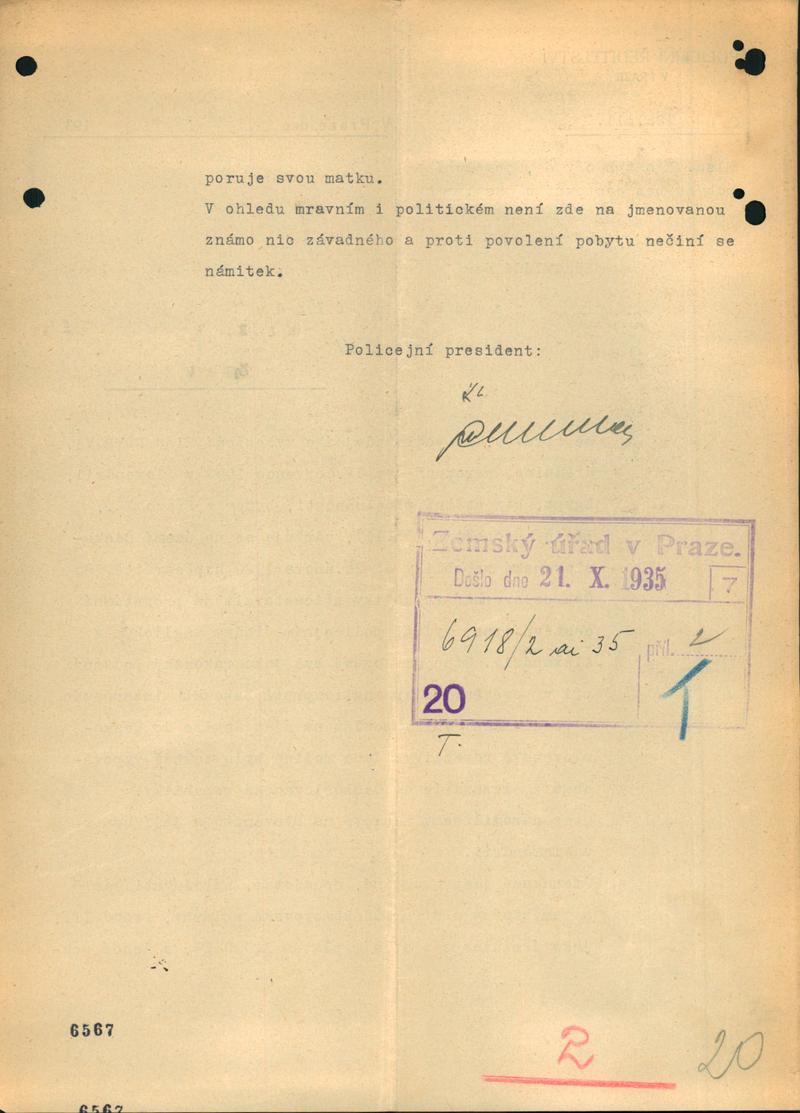 poruje svou matku.
V ohledu mravním i politickém není zde na jmenovanou
známo nic závadného a proti povolení pobytu nečiní se
námitek.
Policejní president:
Zemský úřad v Praze.
Došlo dne 21. X. 1935 7
6918/2 ai 35 příl. 2
20
1
T.
6567
2 20
6567